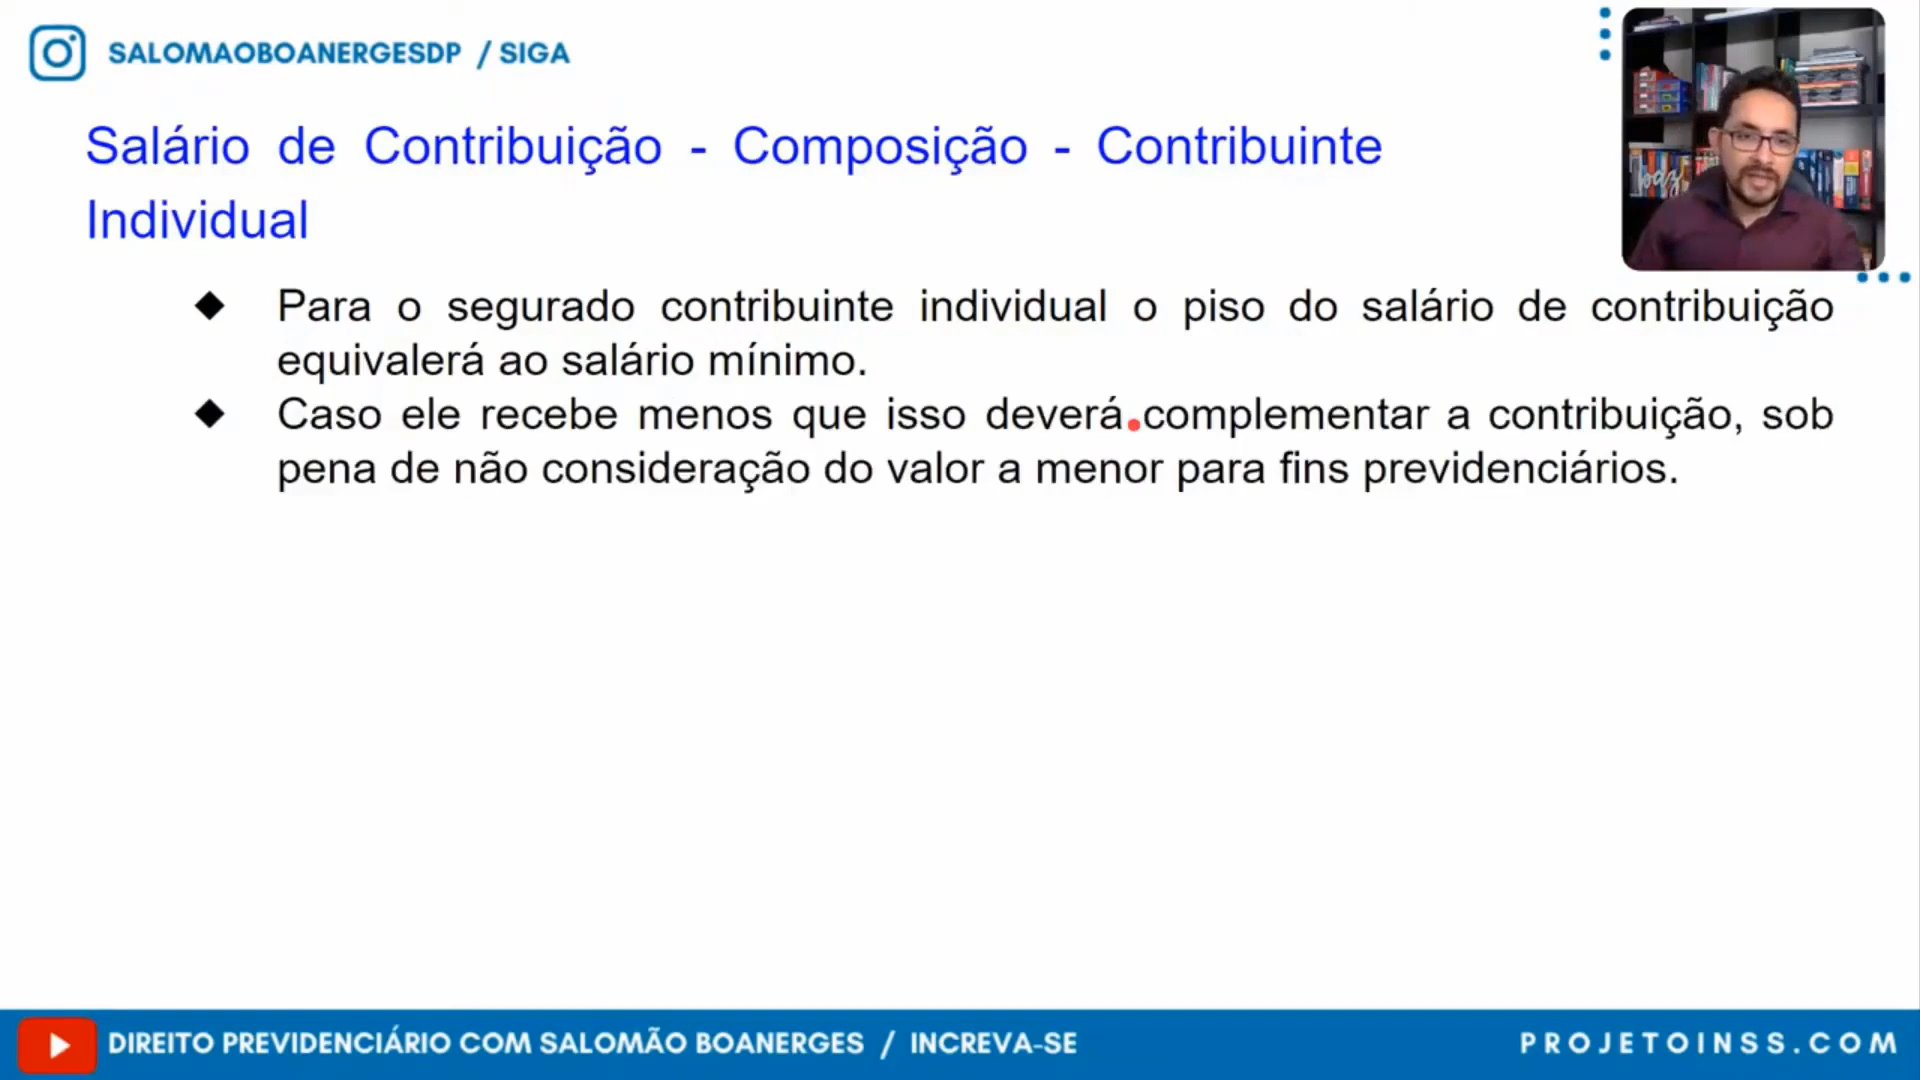 SALOMAOBOANERGESDP / SIGA
Salário de Contribuição - Composição - Contribuinte
Individual
◆ Para o segurado contribuinte individual o piso do salário de contribuição
equivalerá ao salário mínimo.
◆ Caso ele recebe menos que isso deverá complementar a contribuição, sob
pena de não consideração do valor a menor para fins previdenciários.
DIREITO PREVIDENCIÁRIO COM SALOMÃO BOANERGES / INCREVA-SE
PROJETOINSS.COM